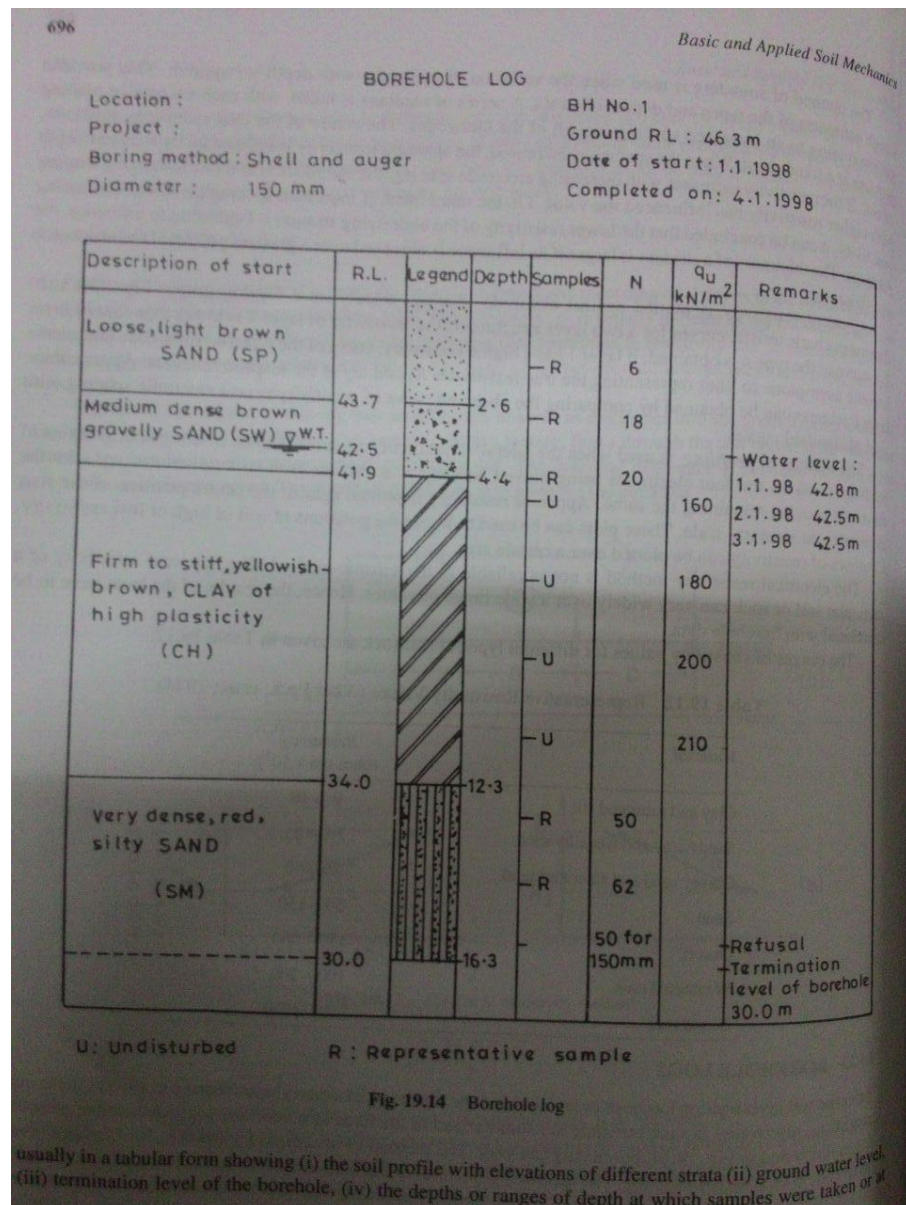 696
Basic and Applied Soil Mechanics
BOREHOLE LOG
Location :
Project :
Boring method : Shell and auger
Diameter : 150 mm
BH No.1
Ground RL : 46 3 m
Date of start : 1.1.1998
Completed on: 4.1.1998
Description of start R.L. Legend Depth Samples N qu kN/m2 Remarks
Loose, light brown
SAND (SP)
R 6
43.7 2.6
Medium dense brown
gravelly SAND (SW) W.T.
R 18
42.5
41.9 4.4 R 20
U 160
Water level :
1.1.98 42.8m
2.1.98 42.5m
3.1.98 42.5m
Firm to stiff, yellowish-
brown, CLAY of
high plasticity
(CH)
U 180
U 200
U 210
34.0 12.3
Very dense, red,
silty SAND
(SM)
R 50
R 62
50 for
150mm
30.0 16.3
Refusal
Termination
level of borehole
30.0 m
U: Undisturbed R : Representative sample
Fig. 19.14 Borehole log
usually in a tabular form showing (i) the soil profile with elevations of different strata (ii) ground water level,
(iii) termination level of the borehole, (iv) the depths or ranges of depth at which samples were taken or at